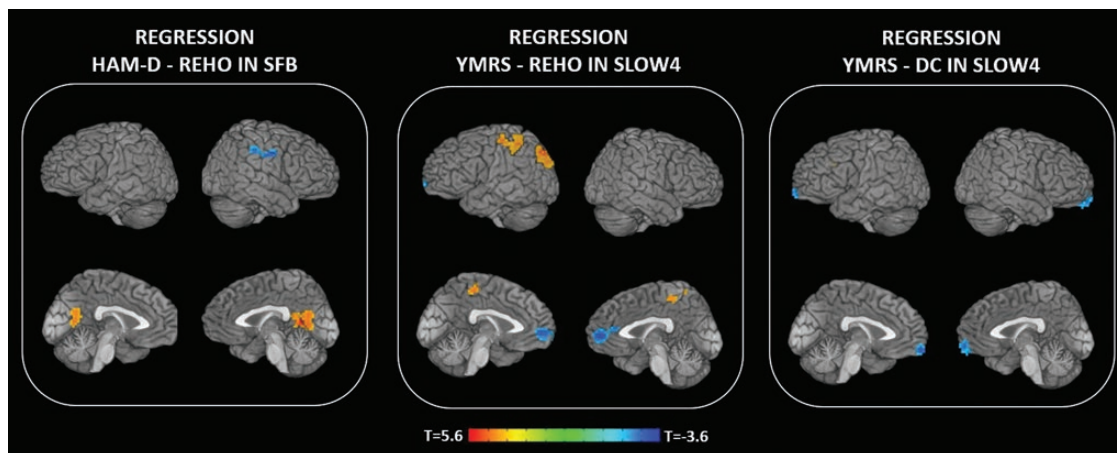 REGRESSION
HAM-D - REHO IN SFB
REGRESSION
YMRS - REHO IN SLOW4
REGRESSION
YMRS - DC IN SLOW4
T=5.6
T=-3.6